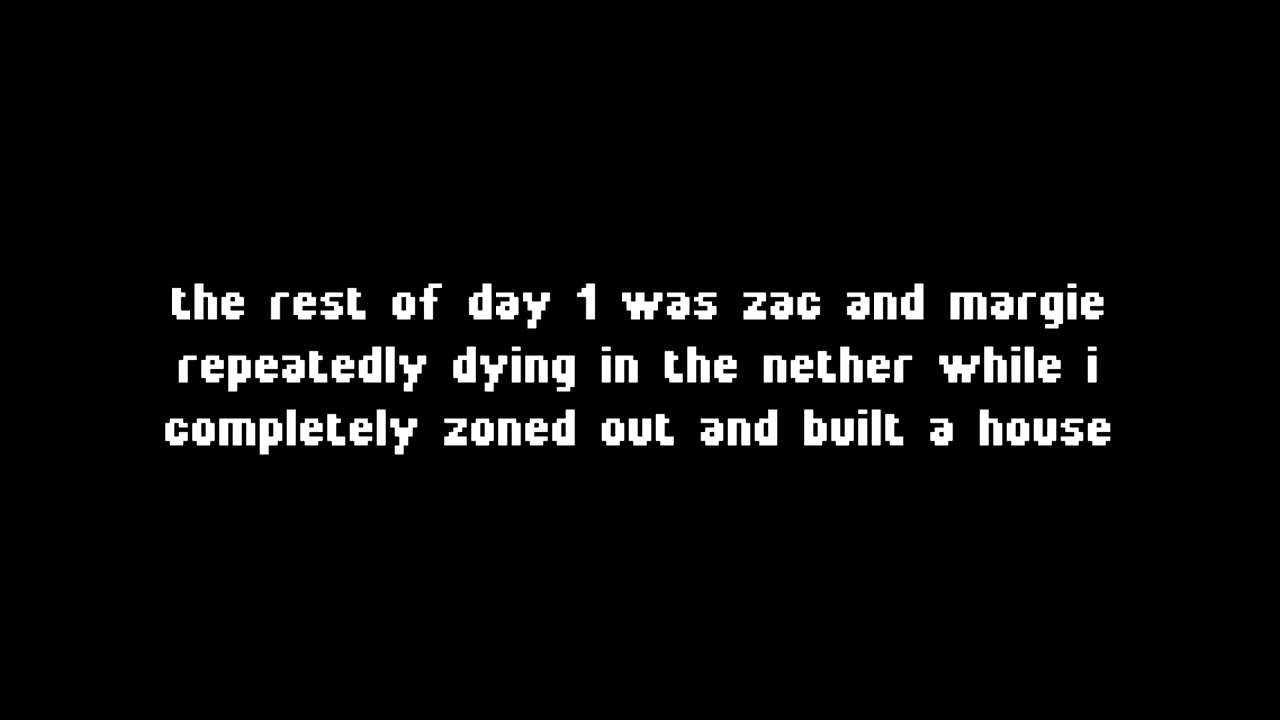 the rest of day 1 was zac and margie
repeatedly dying in the nether while i
completely zoned out and built a house